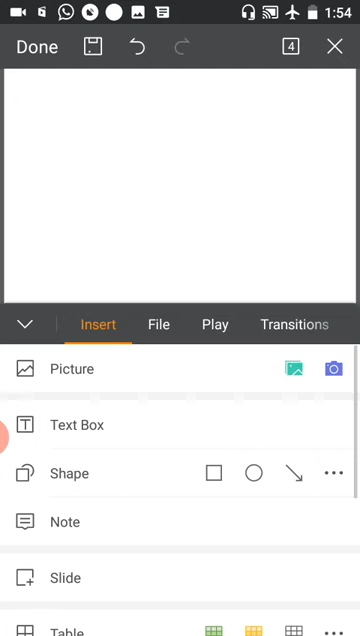 1:54
Done
4
Insert File Play Transitions
Picture
Text Box
Shape
Note
Slide
Table